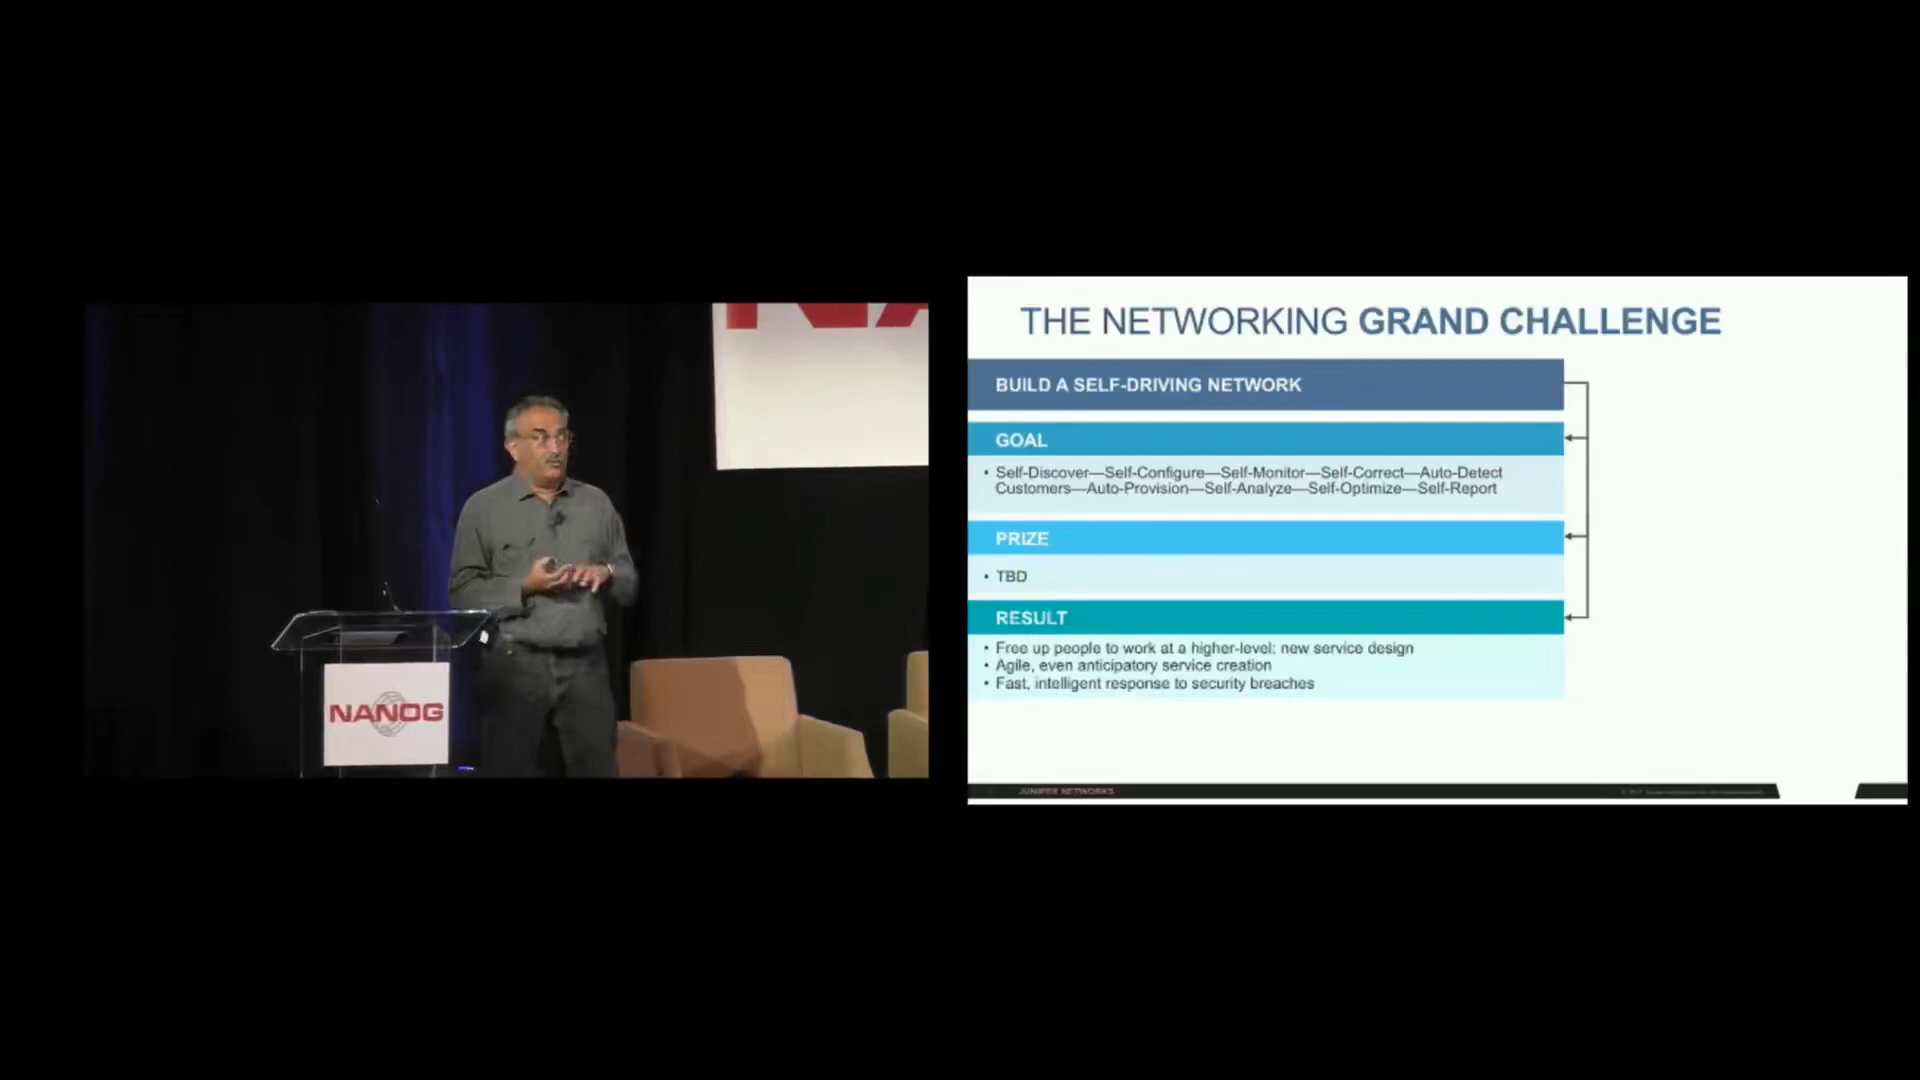 NA
NANOG
THE NETWORKING GRAND CHALLENGE
BUILD A SELF-DRIVING NETWORK
GOAL
• Self-Discover—Self-Configure—Self-Monitor—Self-Correct—Auto-Detect
Customers—Auto-Provision—Self-Analyze—Self-Optimize—Self-Report
PRIZE
• TBD
RESULT
• Free up people to work at a higher-level: new service design
• Agile, even anticipatory service creation
• Fast, intelligent response to security breaches
JUNIPER NETWORKS